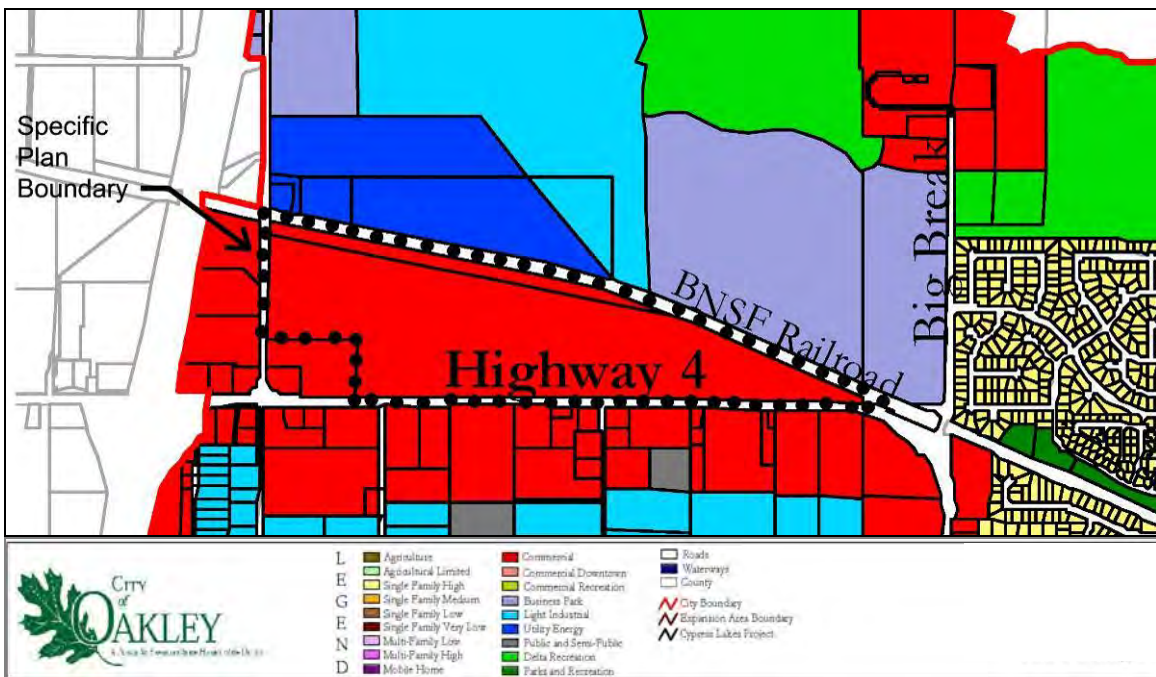 Specific
Plan
Boundary
BNSF Railroad
Big Break
Highway 4
CITY
of
OAKLEY
L
E
G
E
N
D
Agriculture
Agricultural Limited
Single Family High
Single Family Medium
Single Family Low
Single Family Very Low
Multi-Family Low
Multi-Family High
Mobile Home
Commercial
Commercial Downtown
Commercial Recreation
Business Park
Light Industrial
Utility Energy
Public and Semi-Public
Delta Recreation
Parks and Recreation
Roads
Waterways
County
City Boundary
Expansion Area Boundary
Cypress Lakes Project